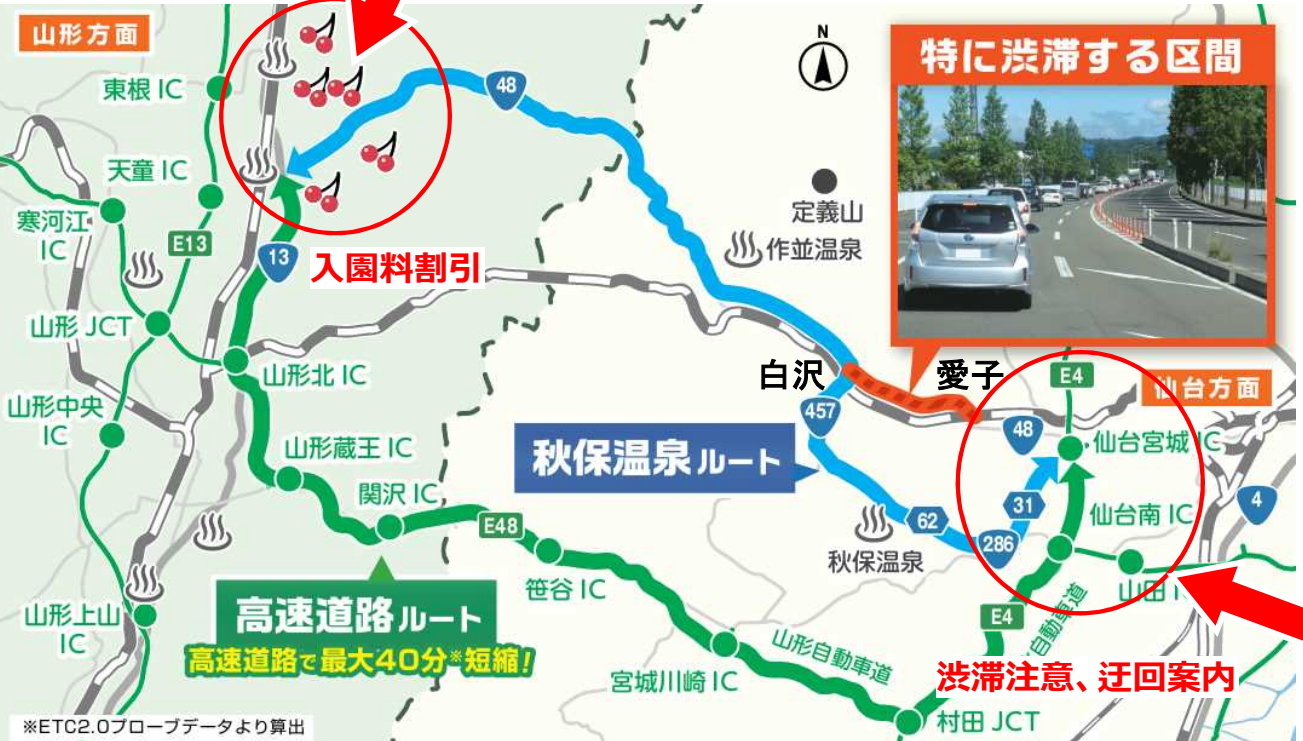 山形方面
東根 IC
天童 IC
寒河江
IC
E13
山形 JCT
山形中央
IC
山形上山
IC
13
48
入園料割引
山形北 IC
山形蔵王 IC
関沢 IC
E48
笹谷 IC
宮城川崎 IC
山形自動車道
村田 JCT
高速道路ルート
高速道路で最大40分※短縮!
※ETC2.0プローブデータより算出
N
定義山
作並温泉
特に渋滞する区間
白沢
愛子
457
秋保温泉ルート
秋保温泉
62
286
31
48
E4
仙台方面
仙台宮城 IC
仙台南 IC
4
山田 I
E4
自動車道
渋滞注意、迂回案内